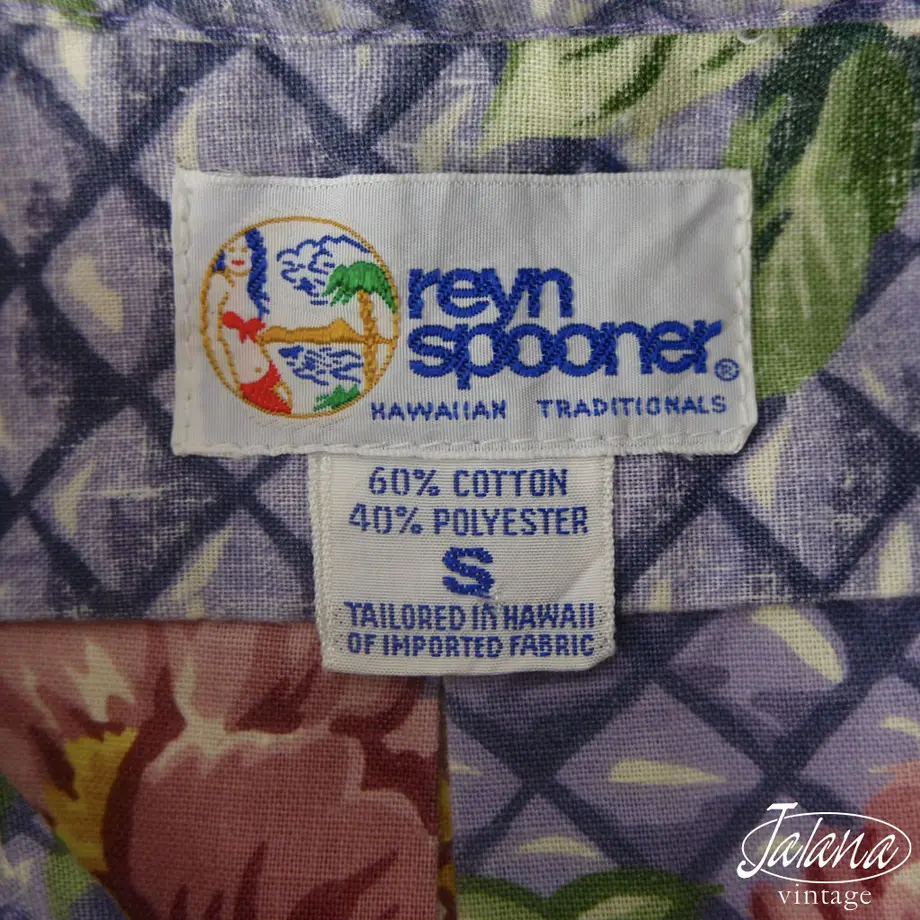 reyn
spooner®
HAWAIIAN TRADITIONALS
60% COTTON
40% POLYESTER
S
TAILORED IN HAWAII
OF IMPORTED FABRIC
Jalana
vintage